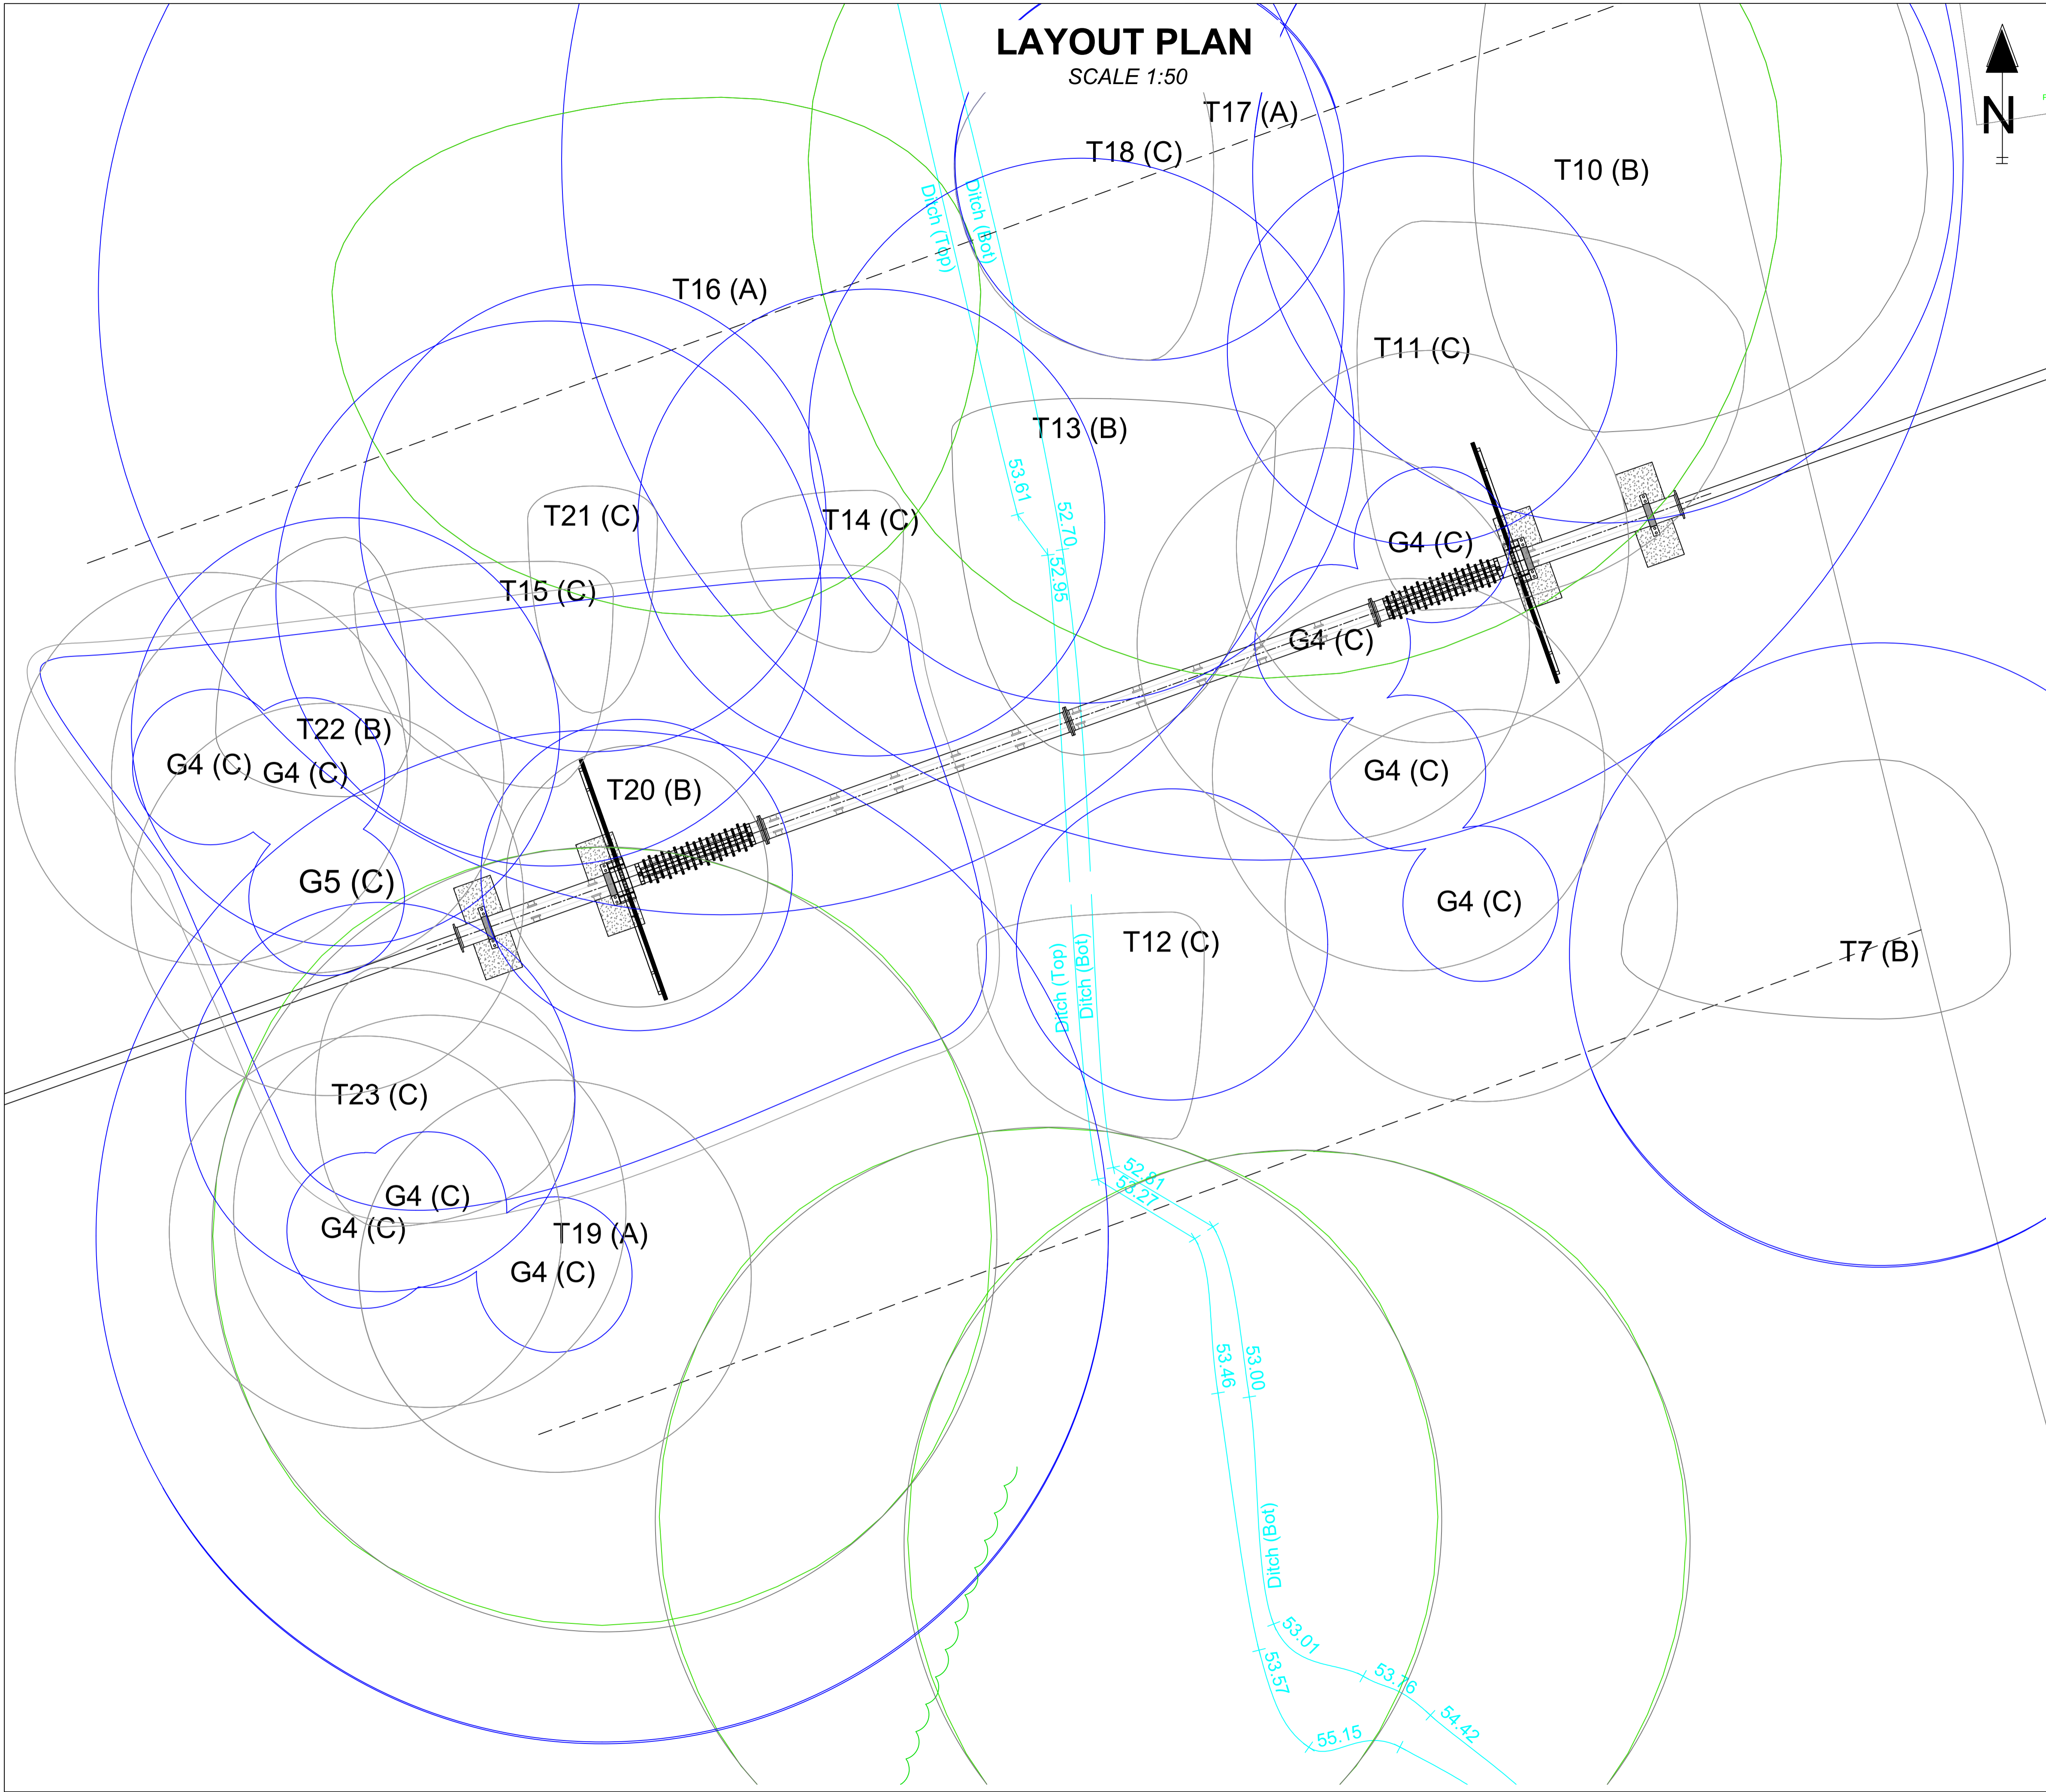 LAYOUT PLAN
SCALE 1:50
N
T17 (A)
T18 (C)
T10 (B)
Ditch (Top)
Ditch (Bot)
T16 (A)
T11 (C)
T13 (B)
53.61
52.70
52.95
T21 (C)
T14 (C)
G4 (C)
T15 (C)
G4 (C)
T22 (B)
G4 (C)
G4 (C)
T20 (B)
G4 (C)
G5 (C)
G4 (C)
T12 (C)
T7 (B)
Ditch (Top)
Ditch (Bot)
T23 (C)
52.81
53.27
G4 (C)
G4 (C)
T19 (A)
G4 (C)
53.46
53.00
Ditch (Bot)
53.01
53.57
53.76
54.42
55.15